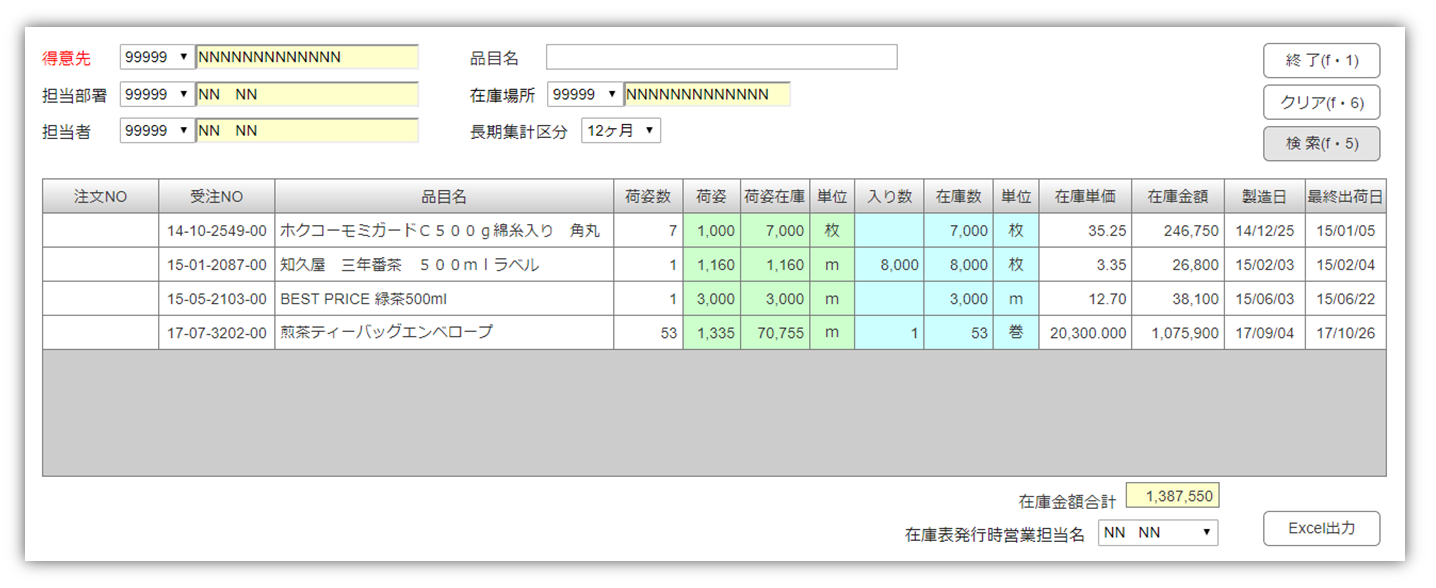 得意先 99999 NNNNNNNNNNNNN 品目名 終 了(f・1)
担当部署 99999 NN NN 在庫場所 99999 NNNNNNNNNNNNN クリア(f・6)
担当者 99999 NN NN 長期集計区分 12ヶ月 検 索(f・5)
注文NO 受注NO 品目名 荷姿数 荷姿 荷姿在庫 単位 入り数 在庫数 単位 在庫単価 在庫金額 製造日 最終出荷日
14-10-2549-00 ホクコーモミガードＣ５００ｇ綿糸入り　角丸 7 1,000 7,000 枚 7,000 枚 35.25 246,750 14/12/25 15/01/05
15-01-2087-00 知久屋　三年番茶　５００ｍｌラベル 1 1,160 1,160 m 8,000 8,000 枚 3.35 26,800 15/02/03 15/02/04
15-05-2103-00 BEST PRICE 緑茶500ml 1 3,000 3,000 m 3,000 m 12.70 38,100 15/06/03 15/06/22
17-07-3202-00 煎茶ティーバッグエンベロープ 53 1,335 70,755 m 1 53 巻 20,300.000 1,075,900 17/09/04 17/10/26
在庫金額合計 1,387,550
在庫表発行時営業担当名 NN NN Excel出力